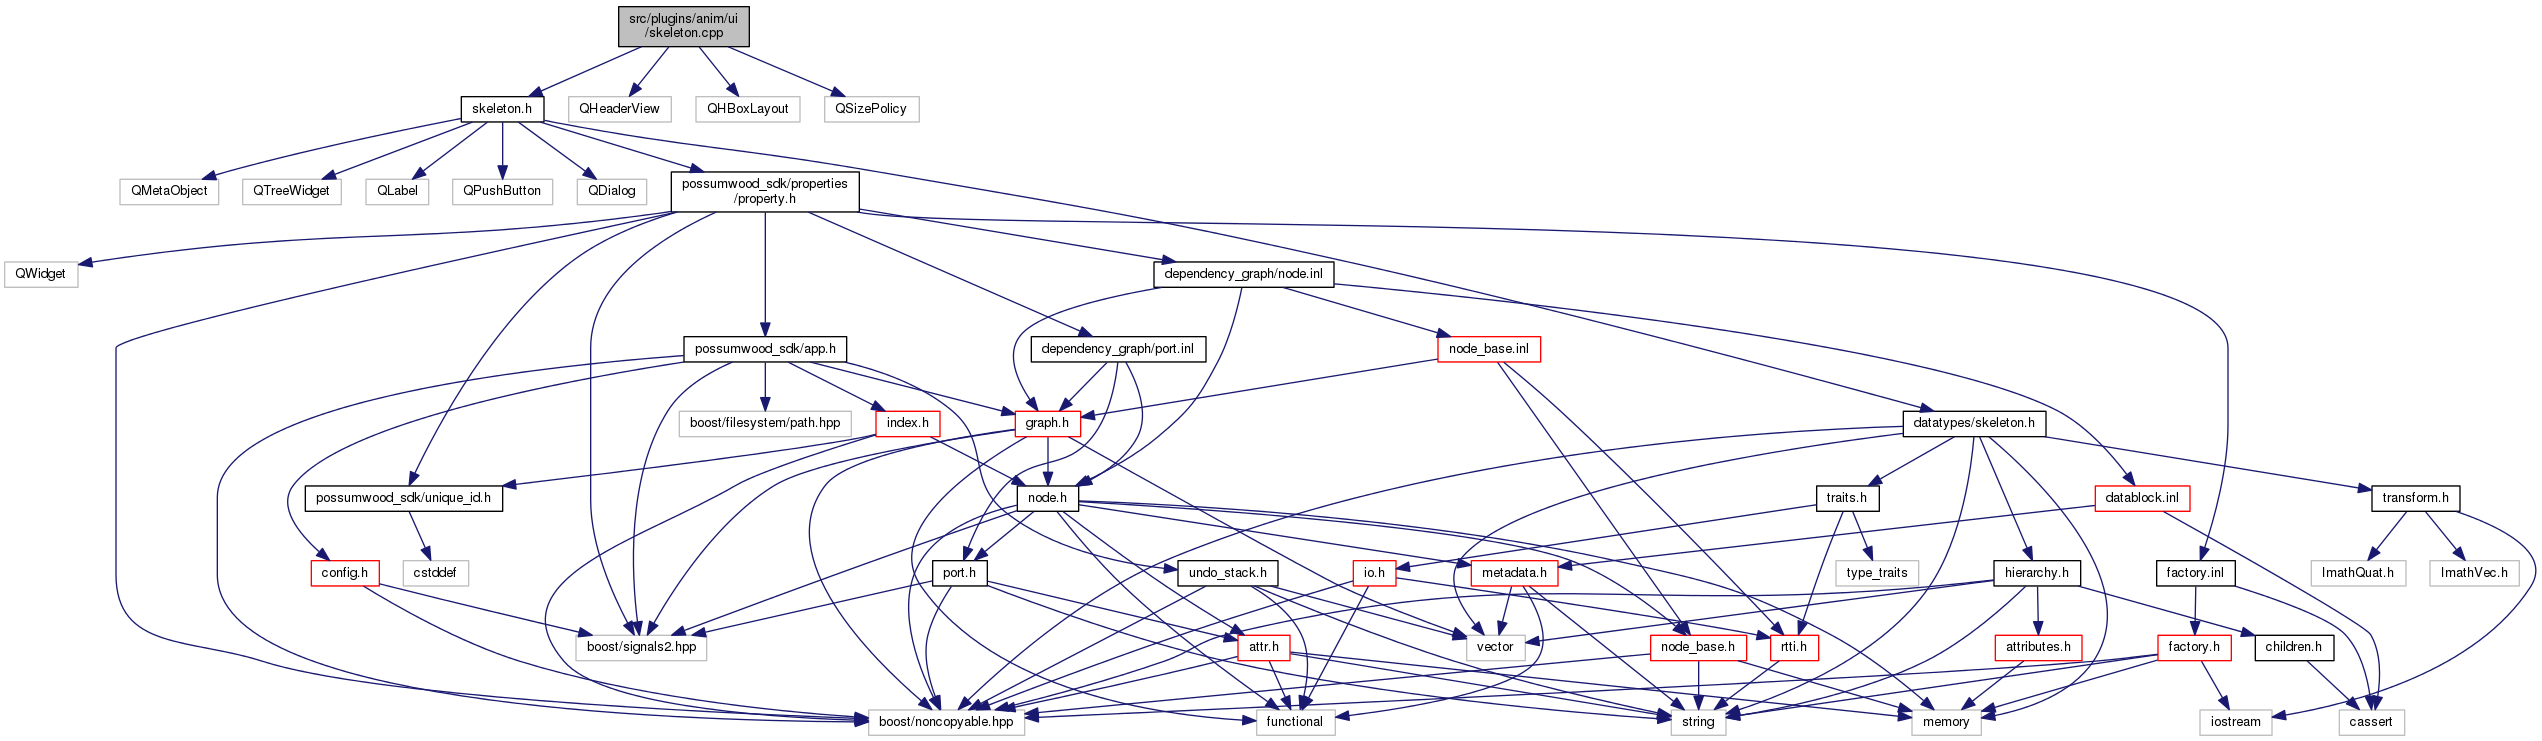 src/plugins/anim/ui
/skeleton.cpp
skeleton.h
QHeaderView
QHBoxLayout
QSizePolicy
QMetaObject
QTreeWidget
QLabel
QPushButton
QDialog
possumwood_sdk/properties
/property.h
QWidget
dependency_graph/node.inl
possumwood_sdk/app.h
dependency_graph/port.inl
node_base.inl
boost/filesystem/path.hpp
index.h
graph.h
datatypes/skeleton.h
possumwood_sdk/unique_id.h
node.h
traits.h
datablock.inl
transform.h
config.h
cstddef
port.h
undo_stack.h
io.h
metadata.h
type_traits
hierarchy.h
factory.inl
ImathQuat.h
ImathVec.h
boost/signals2.hpp
attr.h
vector
node_base.h
rtti.h
attributes.h
factory.h
children.h
boost/noncopyable.hpp
functional
string
memory
iostream
cassert